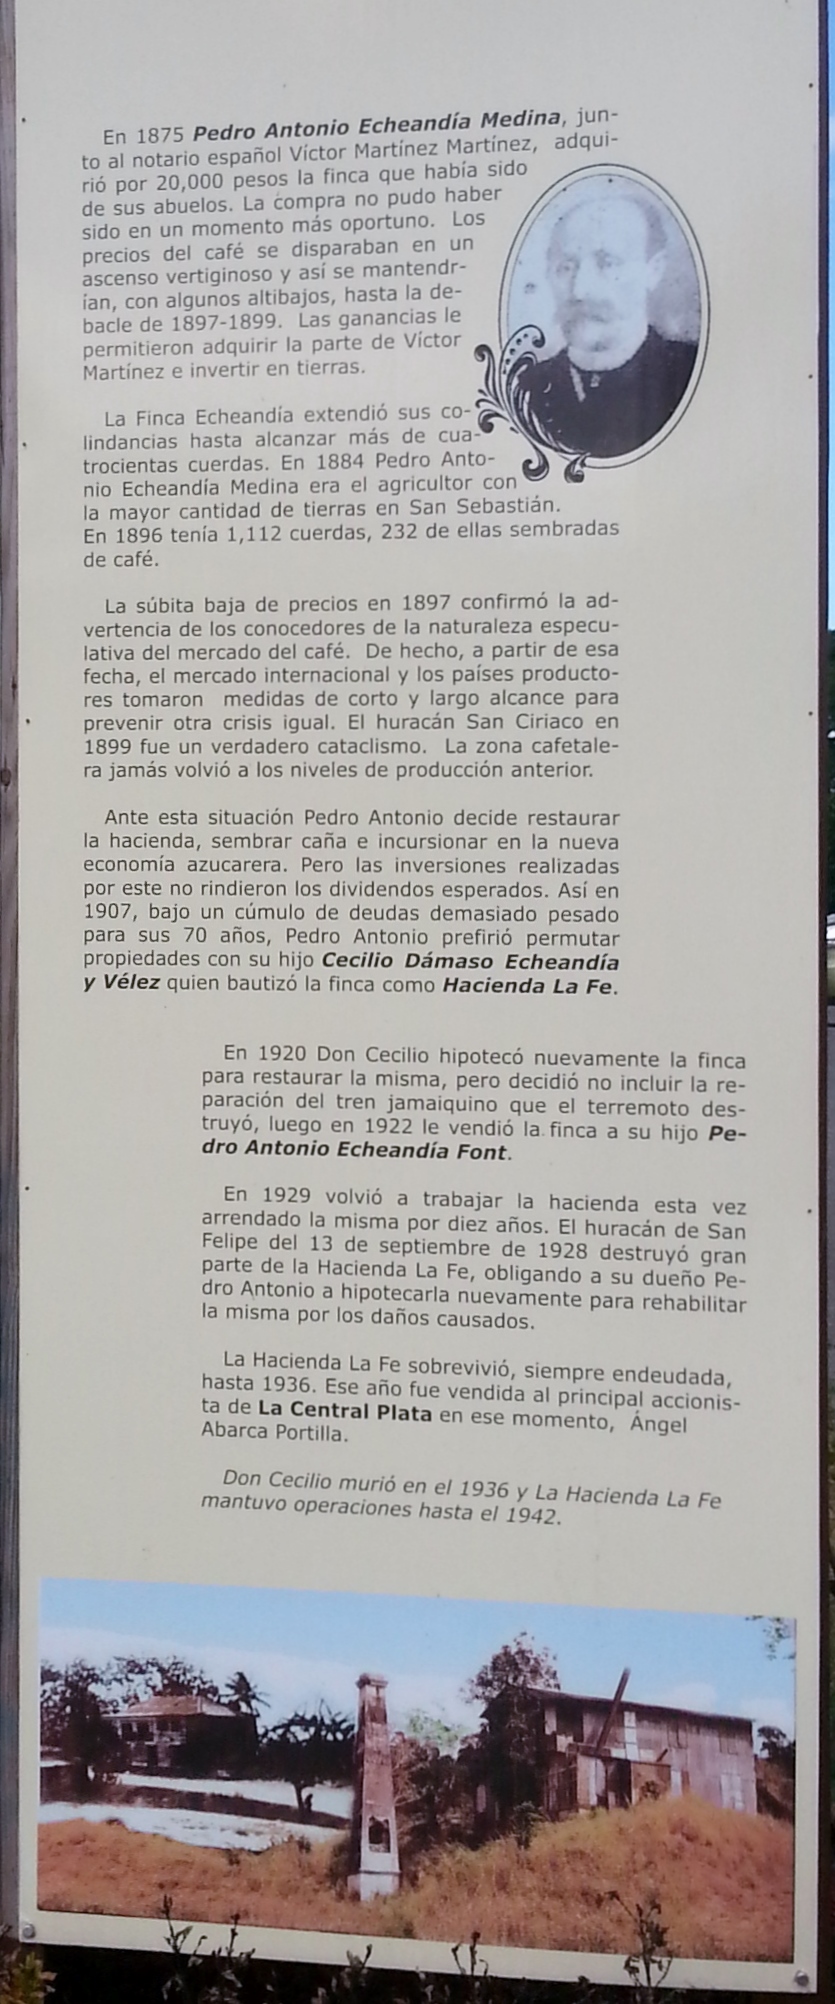 En 1875 Pedro Antonio Echeandía Medina, jun-
to al notario español Víctor Martínez Martínez, adqui-
rió por 20,000 pesos la finca que había sido
de sus abuelos. La compra no pudo haber
sido en un momento más oportuno. Los
precios del café se disparaban en un
ascenso vertiginoso y así se mantendr-
ían, con algunos altibajos, hasta la de-
bacle de 1897-1899. Las ganancias le
permitieron adquirir la parte de Víctor
Martínez e invertir en tierras.
La Finca Echeandía extendió sus co-
lindancias hasta alcanzar más de cua-
trocientas cuerdas. En 1884 Pedro Anto-
nio Echeandía Medina era el agricultor con
la mayor cantidad de tierras en San Sebastián.
En 1896 tenía 1,112 cuerdas, 232 de ellas sembradas
de café.
La súbita baja de precios en 1897 confirmó la ad-
vertencia de los conocedores de la naturaleza especu-
lativa del mercado del café. De hecho, a partir de esa
fecha, el mercado internacional y los países producto-
res tomaron medidas de corto y largo alcance para
prevenir otra crisis igual. El huracán San Ciriaco en
1899 fue un verdadero cataclismo. La zona cafetale-
ra jamás volvió a los niveles de producción anterior.
Ante esta situación Pedro Antonio decide restaurar
la hacienda, sembrar caña e incursionar en la nueva
economía azucarera. Pero las inversiones realizadas
por este no rindieron los dividendos esperados. Así en
1907, bajo un cúmulo de deudas demasiado pesado
para sus 70 años, Pedro Antonio prefirió permutar
propiedades con su hijo Cecilio Dámaso Echeandía
y Vélez quien bautizó la finca como Hacienda La Fe.
En 1920 Don Cecilio hipotecó nuevamente la finca
para restaurar la misma, pero decidió no incluir la re-
paración del tren jamaiquino que el terremoto des-
truyó, luego en 1922 le vendió la finca a su hijo Pe-
dro Antonio Echeandía Font.
En 1929 volvió a trabajar la hacienda esta vez
arrendado la misma por diez años. El huracán de San
Felipe del 13 de septiembre de 1928 destruyó gran
parte de la Hacienda La Fe, obligando a su dueño Pe-
dro Antonio a hipotecarla nuevamente para rehabilitar
la misma por los daños causados.
La Hacienda La Fe sobrevivió, siempre endeudada,
hasta 1936. Ese año fue vendida al principal accionis-
ta de La Central Plata en ese momento, Ángel
Abarca Portilla.
Don Cecilio murió en el 1936 y La Hacienda La Fe
mantuvo operaciones hasta el 1942.